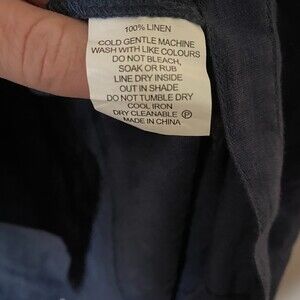 100% LINEN
COLD GENTLE MACHINE
WASH WITH LIKE COLOURS
DO NOT BLEACH,
SOAK OR RUB
LINE DRY INSIDE
OUT IN SHADE
DO NOT TUMBLE DRY
COOL IRON
DRY CLEANABLE Ⓟ
MADE IN CHINA